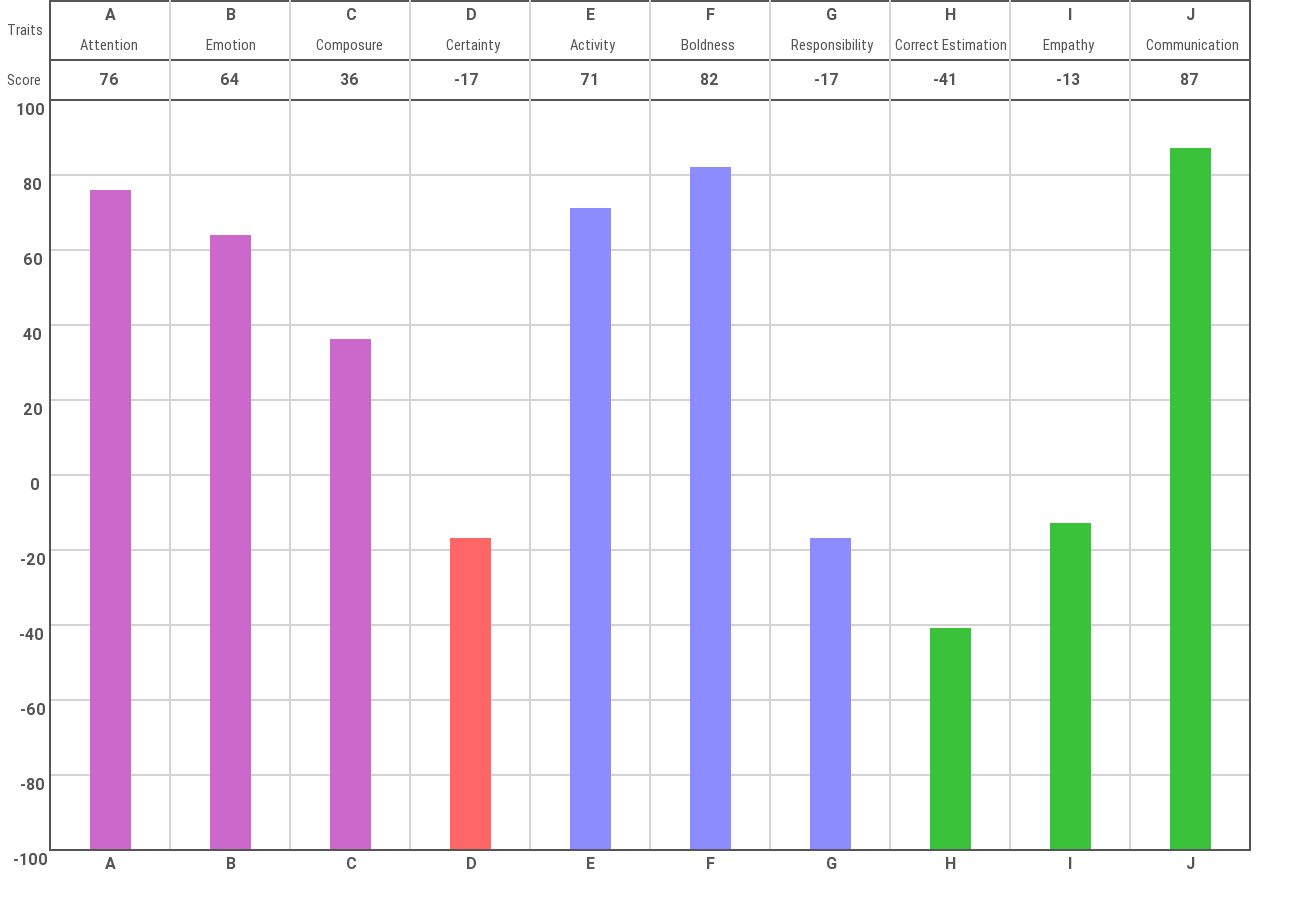 A B C D E F G H I J
Traits
Attention Emotion Composure Certainty Activity Boldness Responsibility Correct Estimation Empathy Communication
Score 76 64 36 -17 71 82 -17 -41 -13 87
100
80
60
40
20
0
-20
-40
-60
-80
-100
A B C D E F G H I J